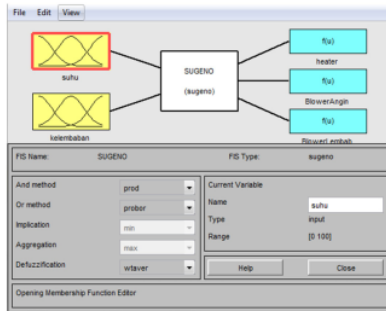 File Edit View
f(u)
suhu
heater
SUGENO
(sugeno)
f(u)
BlowerAngin
kelembaban
f(u)
BlowerLembab
FIS Name: SUGENO FIS Type: sugeno
And method prod
Or method probor
Implication min
Aggregation max
Defuzzification wtaver
Current Variable
Name suhu
Type input
Range [0 100]
Help Close
Opening Membership Function Editor